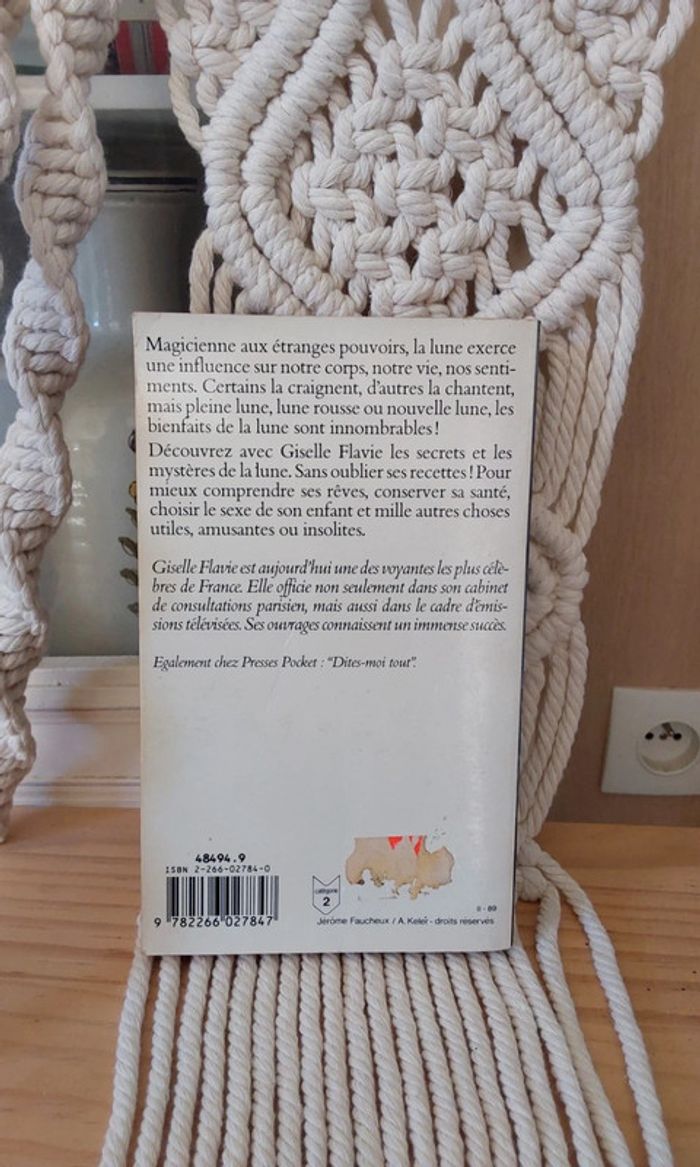 Magicienne aux étranges pouvoirs, la lune exerce
une influence sur notre corps, notre vie, nos senti-
ments. Certains la craignent, d'autres la chantent,
mais pleine lune, lune rousse ou nouvelle lune, les
bienfaits de la lune sont innombrables !
Découvrez avec Giselle Flavie les secrets et les
mystères de la lune. Sans oublier ses recettes ! Pour
mieux comprendre ses rêves, conserver sa santé,
choisir le sexe de son enfant et mille autres choses
utiles, amusantes ou insolites.
Giselle Flavie est aujourd'hui une des voyantes les plus célè-
bres de France. Elle officie non seulement dans son cabinet
de consultations parisien, mais aussi dans le cadre d'émis-
sions télévisées. Ses ouvrages connaissent un immense succès.
Egalement chez Presses Pocket : "Dites-moi tout".
48494.9
ISBN 2-266-02784-0
9 782266 027847
catégorie
2
II - 89
Jérôme Faucheux / A. Keleï - droits réservés